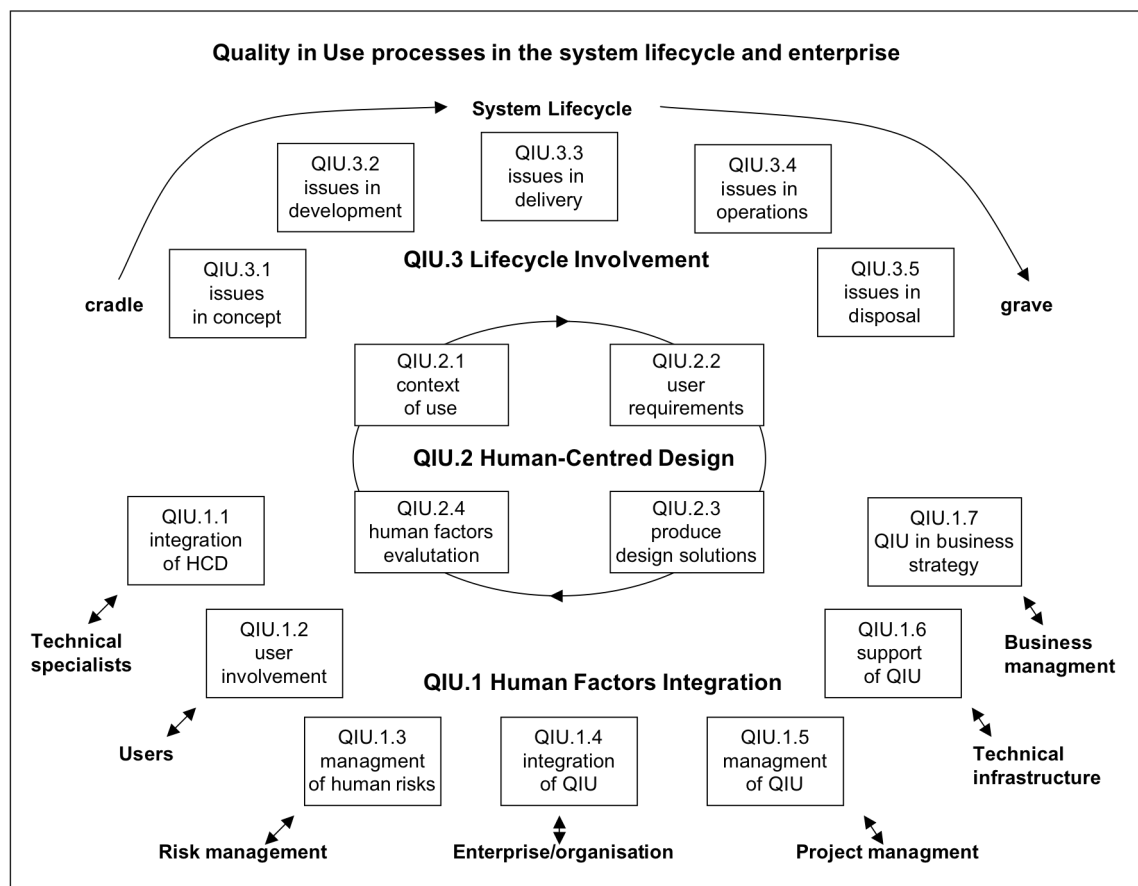 Quality in Use processes in the system lifecycle and enterprise
System Lifecycle
QIU.3.3
issues in
delivery
QIU.3.2
issues in
development
QIU.3.4
issues in
operations
QIU.3 Lifecycle Involvement
QIU.3.1
issues
in concept
QIU.3.5
issues in
disposal
cradle
grave
QIU.2.1
context
of use
QIU.2.2
user
requirements
QIU.2 Human-Centred Design
QIU.2.4
human factors
evalutation
QIU.2.3
produce
design solutions
QIU.1.1
integration
of HCD
QIU.1.7
QIU in business
strategy
Technical
specialists
QIU.1.2
user
involvement
QIU.1.6
support
of QIU
Business
managment
QIU.1 Human Factors Integration
Users
QIU.1.3
managment
of human risks
QIU.1.4
integration
of QIU
QIU.1.5
managment
of QIU
Technical
infrastructure
Risk management
Enterprise/organisation
Project managment